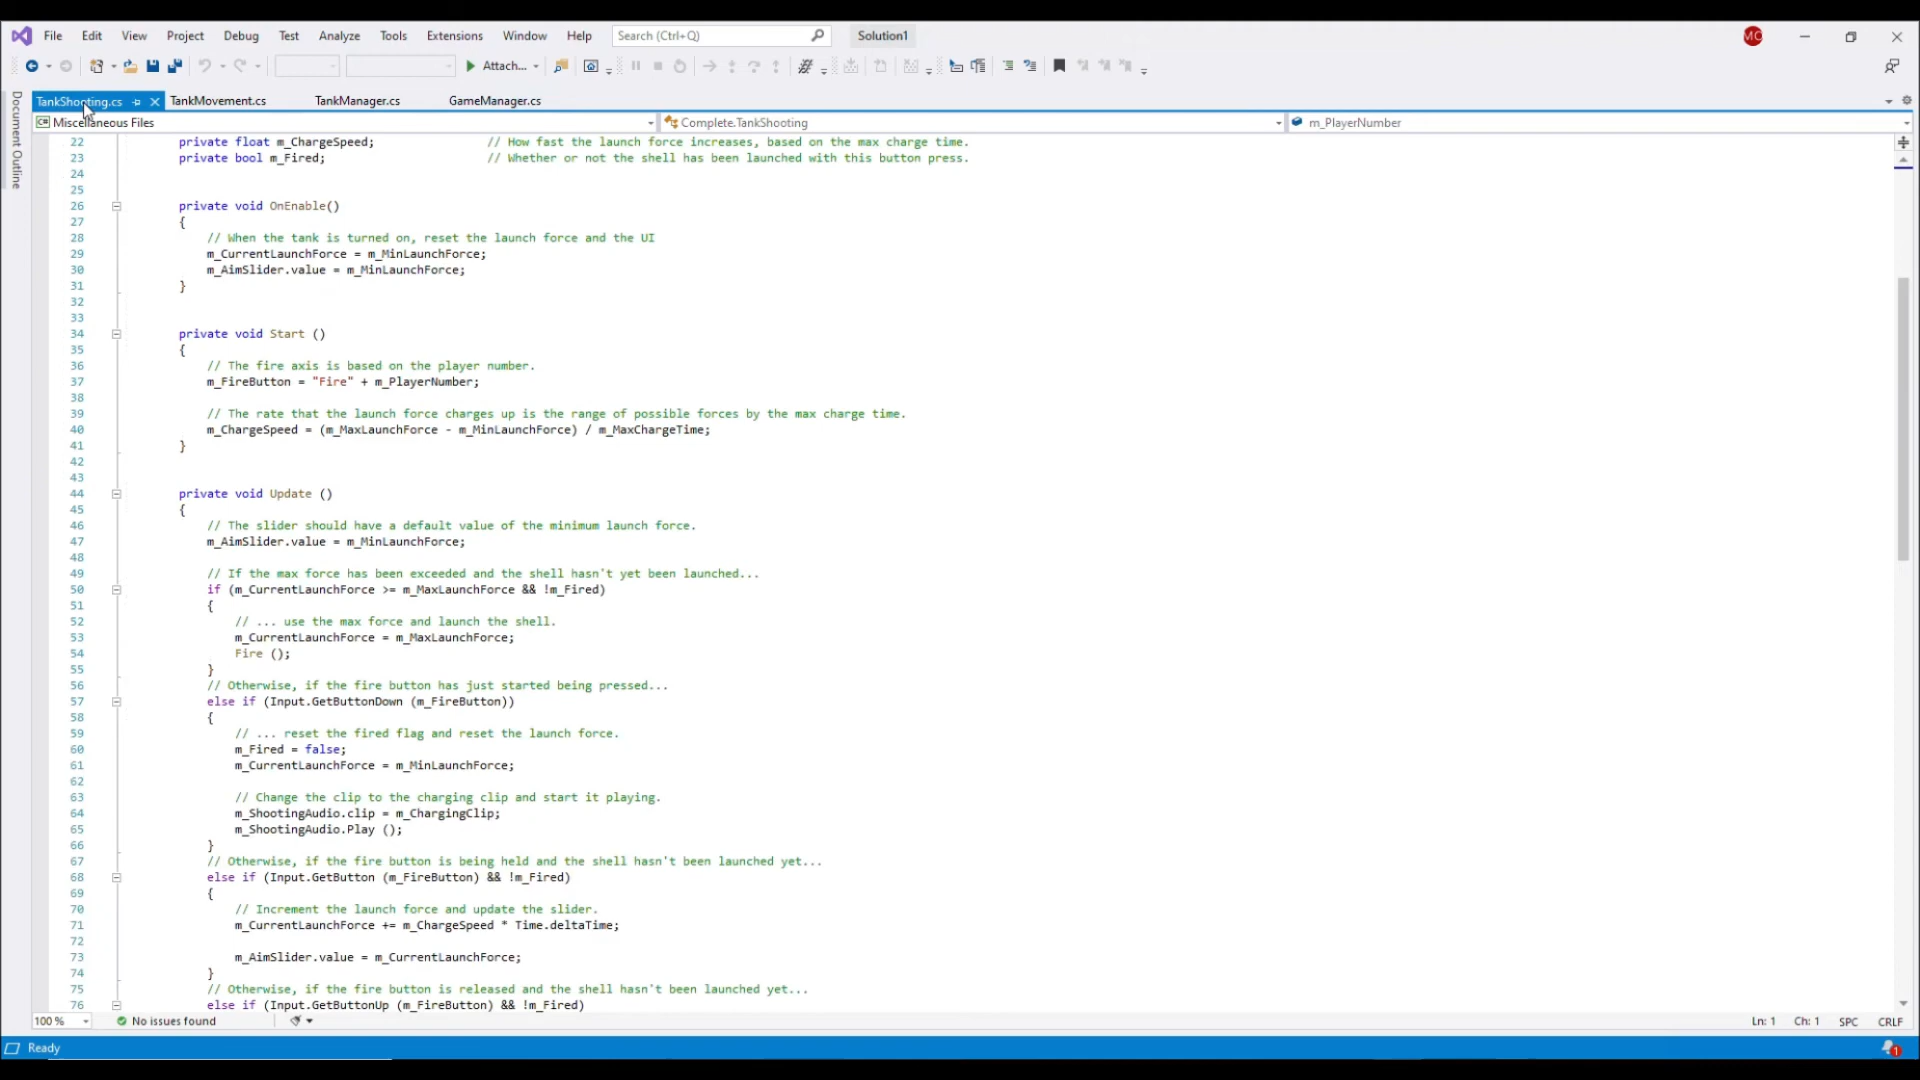 File Edit View Project Debug Test Analyze Tools Extensions Window Help Search (Ctrl+Q) Solution1 MC
Attach...
TankShooting.cs TankMovement.cs TankManager.cs GameManager.cs
Document Outline
C# Miscellaneous Files Complete.TankShooting m_PlayerNumber
22 private float m_ChargeSpeed; // How fast the launch force increases, based on the max charge time.
23 private bool m_Fired; // Whether or not the shell has been launched with this button press.
24
25
26 private void OnEnable()
27 {
28 // When the tank is turned on, reset the launch force and the UI
29 m_CurrentLaunchForce = m_MinLaunchForce;
30 m_AimSlider.value = m_MinLaunchForce;
31 }
32
33
34 private void Start ()
35 {
36 // The fire axis is based on the player number.
37 m_FireButton = "Fire" + m_PlayerNumber;
38
39 // The rate that the launch force charges up is the range of possible forces by the max charge time.
40 m_ChargeSpeed = (m_MaxLaunchForce - m_MinLaunchForce) / m_MaxChargeTime;
41 }
42
43
44 private void Update ()
45 {
46 // The slider should have a default value of the minimum launch force.
47 m_AimSlider.value = m_MinLaunchForce;
48
49 // If the max force has been exceeded and the shell hasn't yet been launched...
50 if (m_CurrentLaunchForce >= m_MaxLaunchForce && !m_Fired)
51 {
52 // ... use the max force and launch the shell.
53 m_CurrentLaunchForce = m_MaxLaunchForce;
54 Fire ();
55 }
56 // Otherwise, if the fire button has just started being pressed...
57 else if (Input.GetButtonDown (m_FireButton))
58 {
59 // ... reset the fired flag and reset the launch force.
60 m_Fired = false;
61 m_CurrentLaunchForce = m_MinLaunchForce;
62
63 // Change the clip to the charging clip and start it playing.
64 m_ShootingAudio.clip = m_ChargingClip;
65 m_ShootingAudio.Play ();
66 }
67 // Otherwise, if the fire button is being held and the shell hasn't been launched yet...
68 else if (Input.GetButton (m_FireButton) && !m_Fired)
69 {
70 // Increment the launch force and update the slider.
71 m_CurrentLaunchForce += m_ChargeSpeed * Time.deltaTime;
72
73 m_AimSlider.value = m_CurrentLaunchForce;
74 }
75 // Otherwise, if the fire button is released and the shell hasn't been launched yet...
76 else if (Input.GetButtonUp (m_FireButton) && !m_Fired)
100 % No issues found Ln: 1 Ch: 1 SPC CRLF
Ready 1